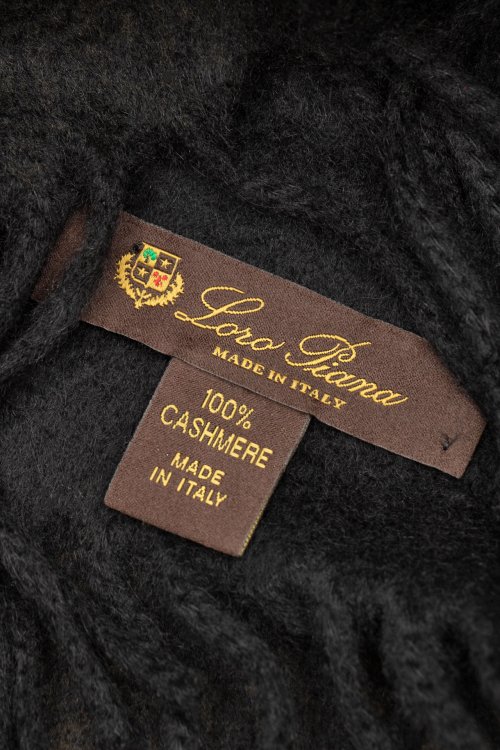 Loro Piana
MADE IN ITALY
100%
CASHMERE
MADE
IN ITALY